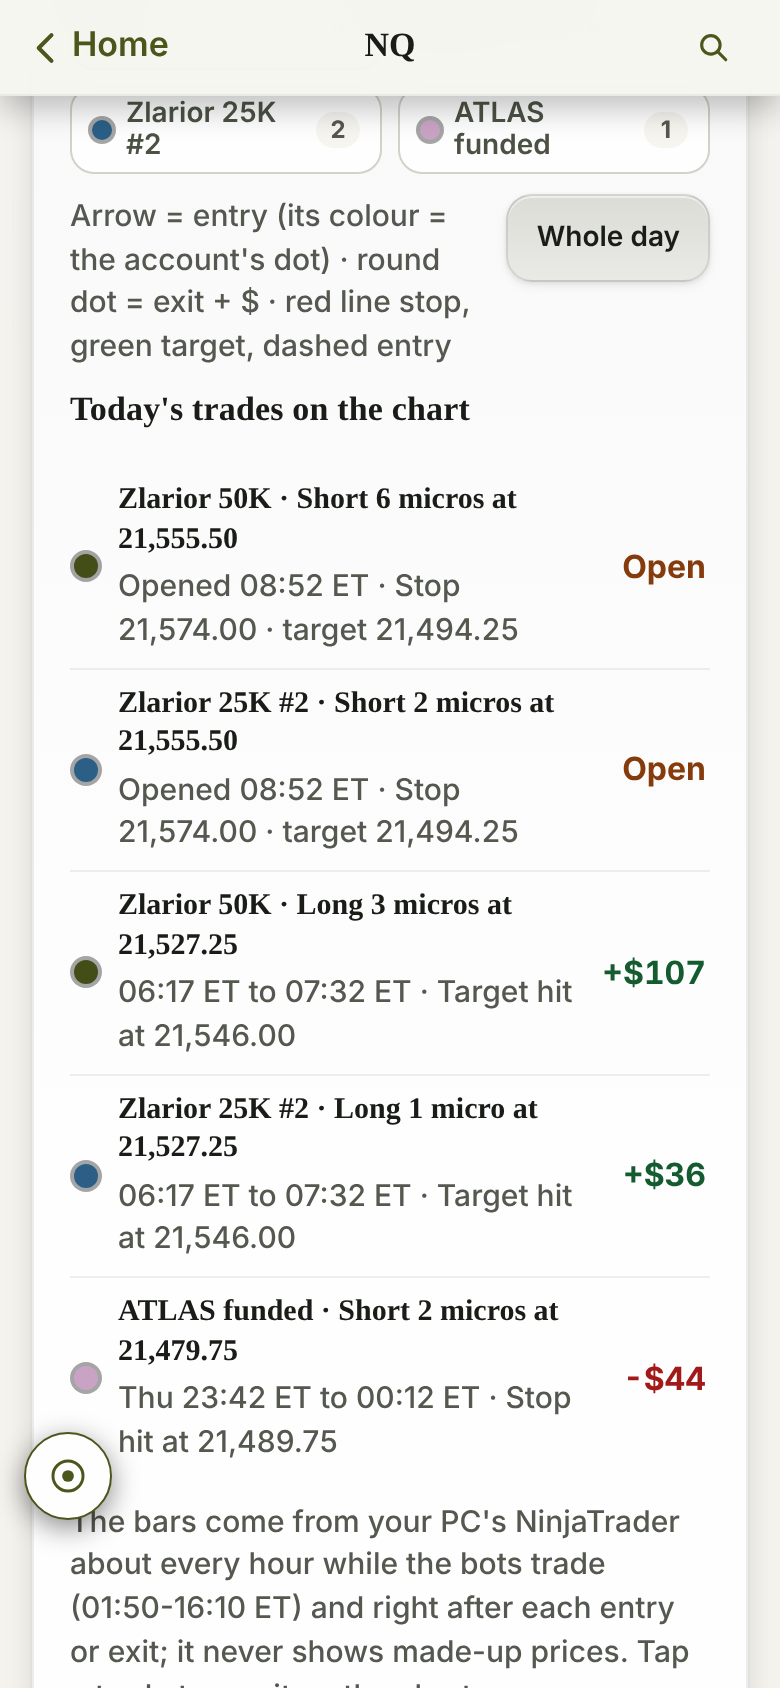 Home
NQ
Zlarior 25K
#2
2
ATLAS
funded
1
Arrow = entry (its colour =
the account's dot) · round
dot = exit + $ · red line stop,
green target, dashed entry
Whole day
Today's trades on the chart
Zlarior 50K · Short 6 micros at
21,555.50
Opened 08:52 ET · Stop
21,574.00 · target 21,494.25
Open
Zlarior 25K #2 · Short 2 micros at
21,555.50
Opened 08:52 ET · Stop
21,574.00 · target 21,494.25
Open
Zlarior 50K · Long 3 micros at
21,527.25
06:17 ET to 07:32 ET · Target hit
at 21,546.00
+$107
Zlarior 25K #2 · Long 1 micro at
21,527.25
06:17 ET to 07:32 ET · Target hit
at 21,546.00
+$36
ATLAS funded · Short 2 micros at
21,479.75
Thu 23:42 ET to 00:12 ET · Stop
hit at 21,489.75
-$44
The bars come from your PC's NinjaTrader
about every hour while the bots trade
(01:50-16:10 ET) and right after each entry
or exit; it never shows made-up prices. Tap